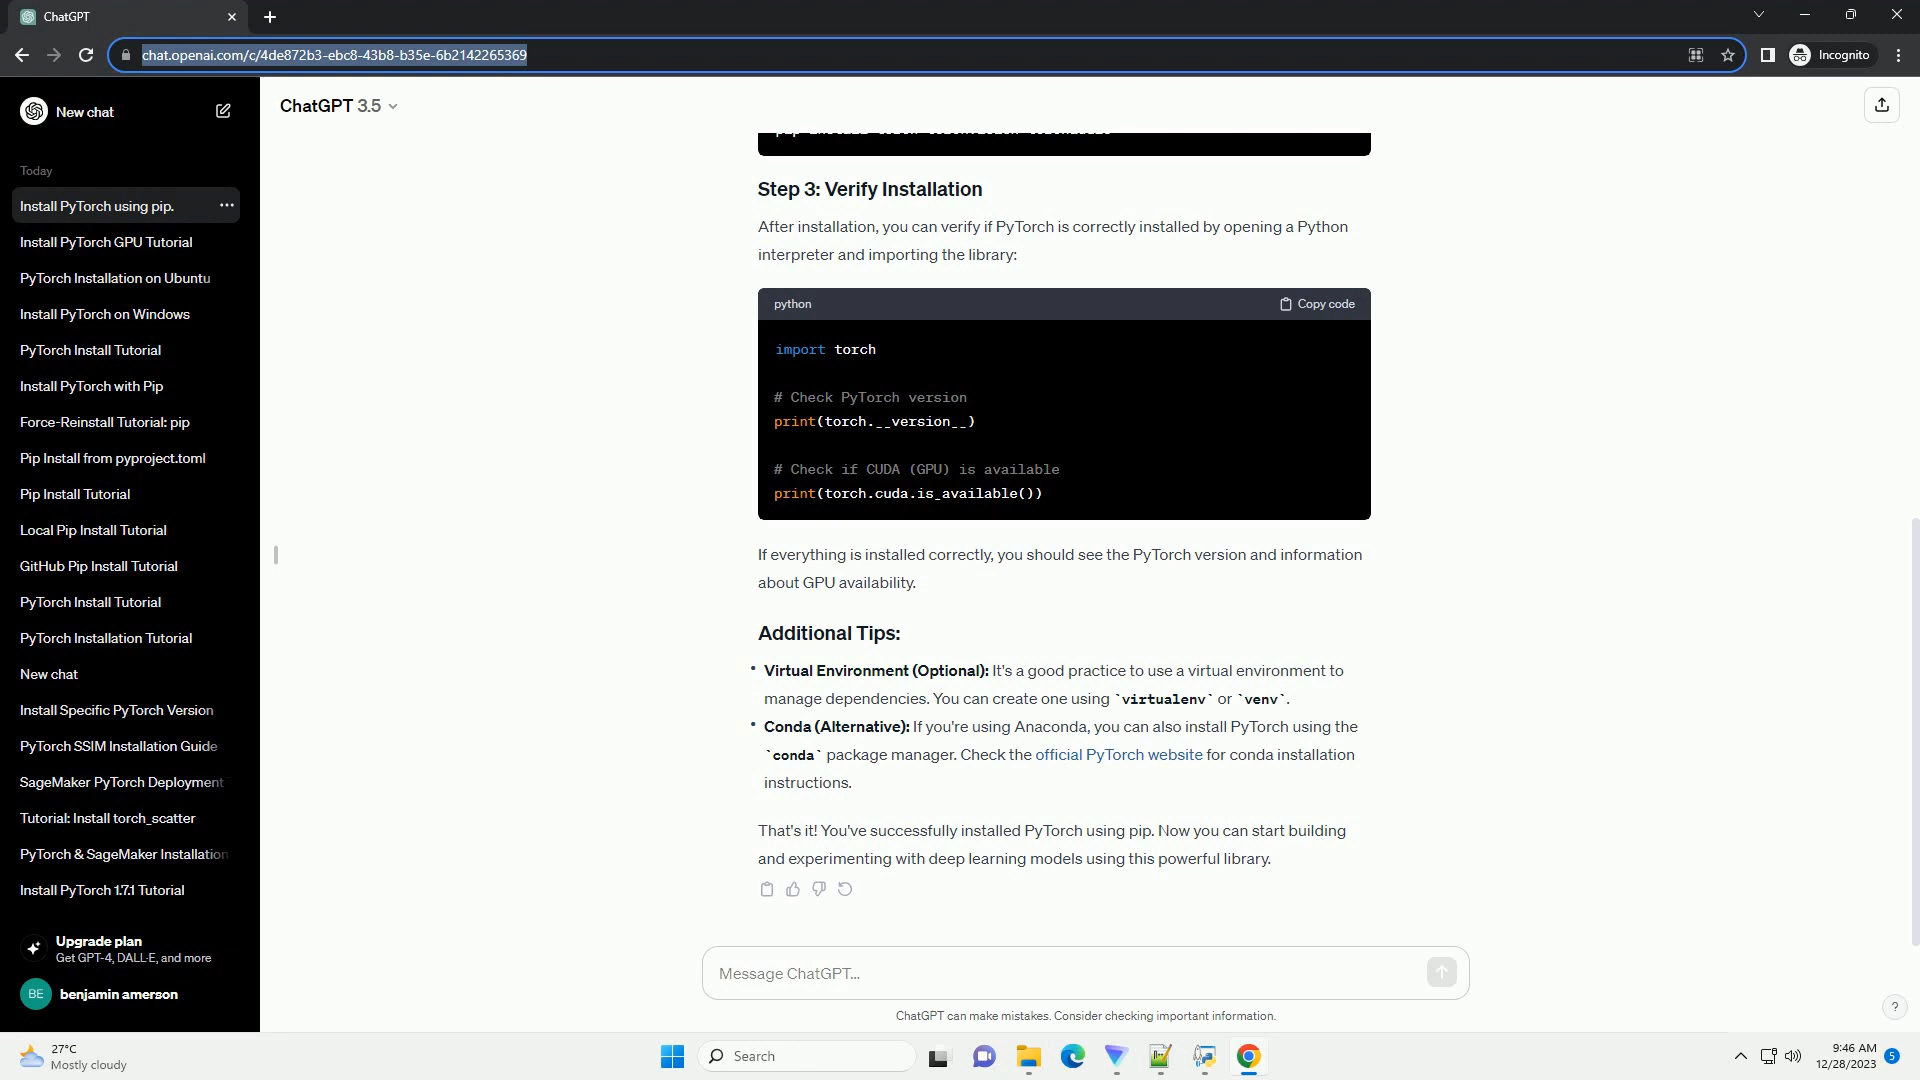 ChatGPT
chat.openai.com/c/4de872b3-ebc8-43b8-b35e-6b2142265369
Incognito
New chat
ChatGPT 3.5
Today
Install PyTorch using pip.
Install PyTorch GPU Tutorial
PyTorch Installation on Ubuntu
Install PyTorch on Windows
PyTorch Install Tutorial
Install PyTorch with Pip
Force-Reinstall Tutorial: pip
Pip Install from pyproject.toml
Pip Install Tutorial
Local Pip Install Tutorial
GitHub Pip Install Tutorial
PyTorch Install Tutorial
PyTorch Installation Tutorial
New chat
Install Specific PyTorch Version
PyTorch SSIM Installation Guide
SageMaker PyTorch Deployment
Tutorial: Install torch_scatter
PyTorch & SageMaker Installation
Install PyTorch 1.7.1 Tutorial
Upgrade plan
Get GPT-4, DALL·E, and more
BE
benjamin amerson
Step 3: Verify Installation
After installation, you can verify if PyTorch is correctly installed by opening a Python
interpreter and importing the library:
python
Copy code
import torch
# Check PyTorch version
print(torch.__version__)
# Check if CUDA (GPU) is available
print(torch.cuda.is_available())
If everything is installed correctly, you should see the PyTorch version and information
about GPU availability.
Additional Tips:
• Virtual Environment (Optional): It's a good practice to use a virtual environment to
manage dependencies. You can create one using `virtualenv` or `venv`.
• Conda (Alternative): If you're using Anaconda, you can also install PyTorch using the
`conda` package manager. Check the official PyTorch website for conda installation
instructions.
That's it! You've successfully installed PyTorch using pip. Now you can start building
and experimenting with deep learning models using this powerful library.
Message ChatGPT...
ChatGPT can make mistakes. Consider checking important information.
?
27°C
Mostly cloudy
Search
9:46 AM
12/28/2023
5